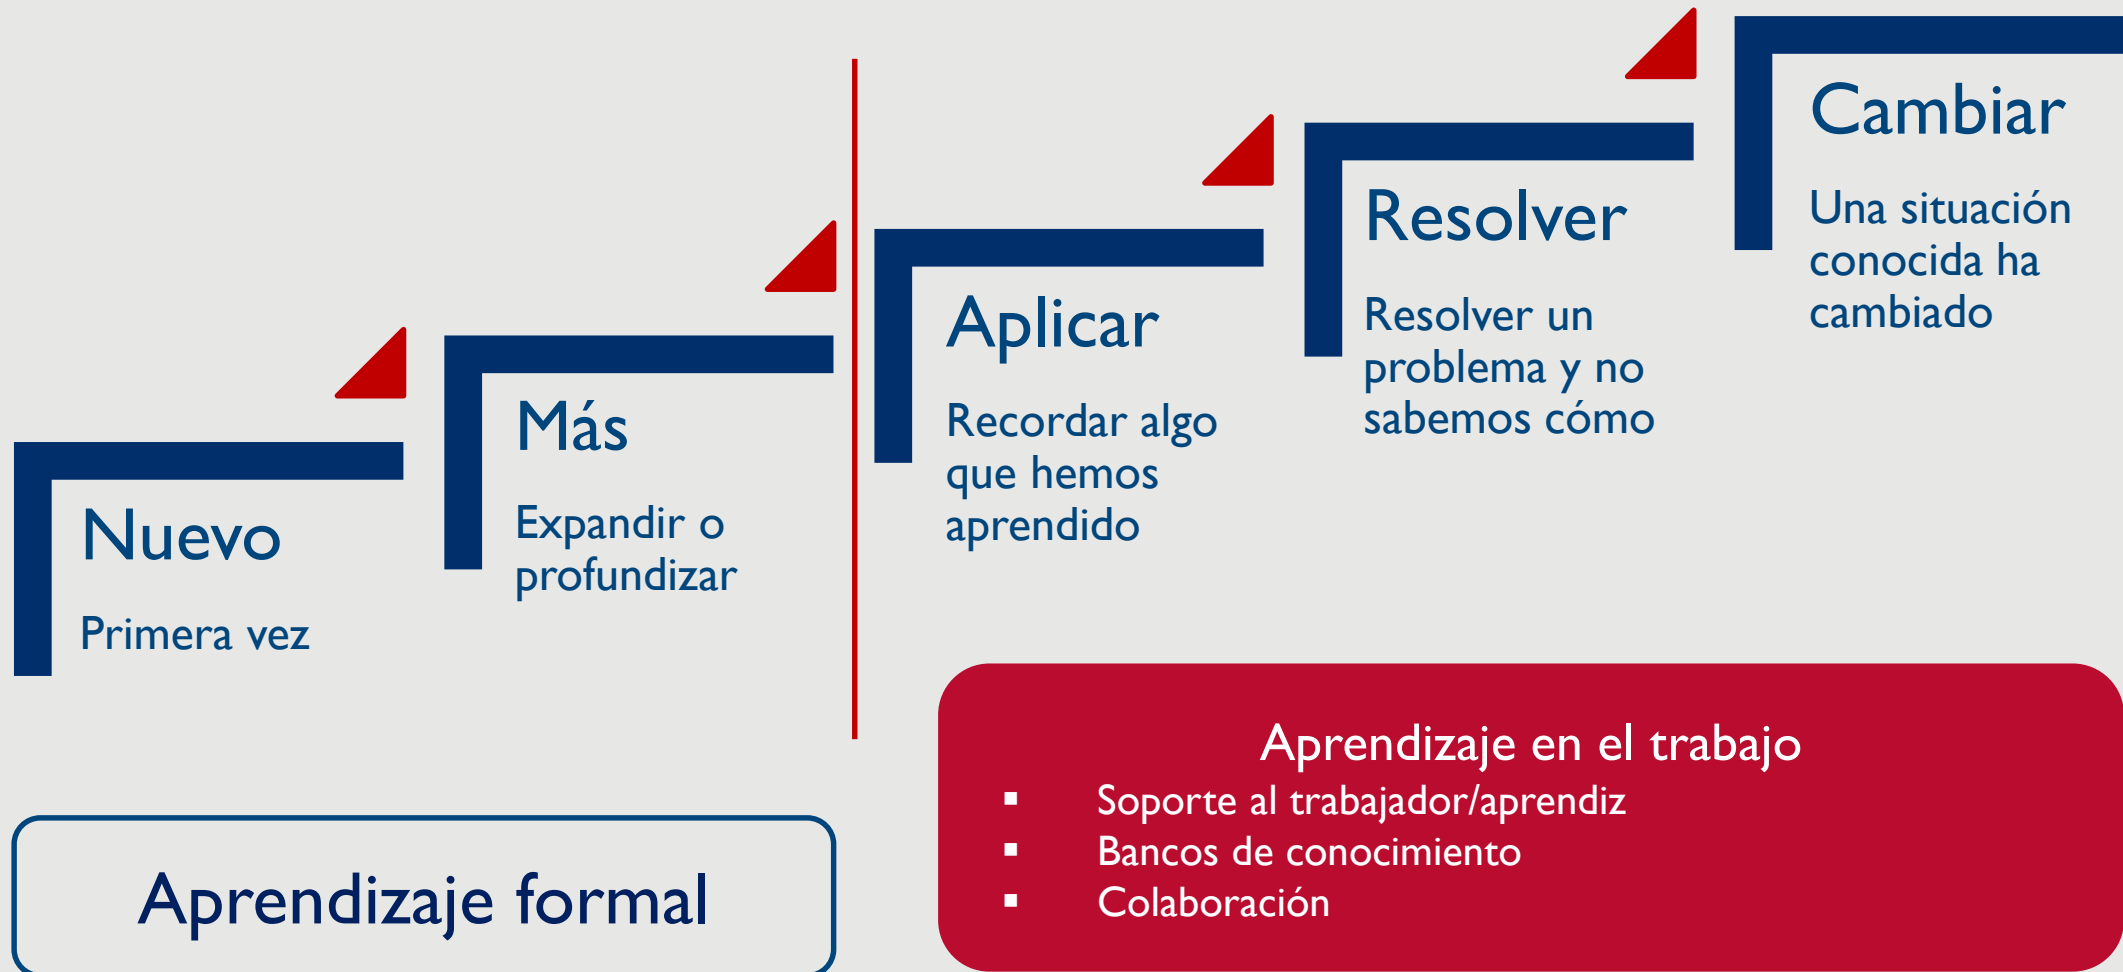 Nuevo
Primera vez
Más
Expandir o
profundizar
Aplicar
Recordar algo
que hemos
aprendido
Resolver
Resolver un
problema y no
sabemos cómo
Cambiar
Una situación
conocida ha
cambiado
Aprendizaje formal
Aprendizaje en el trabajo
▪ Soporte al trabajador/aprendiz
▪ Bancos de conocimiento
▪ Colaboración